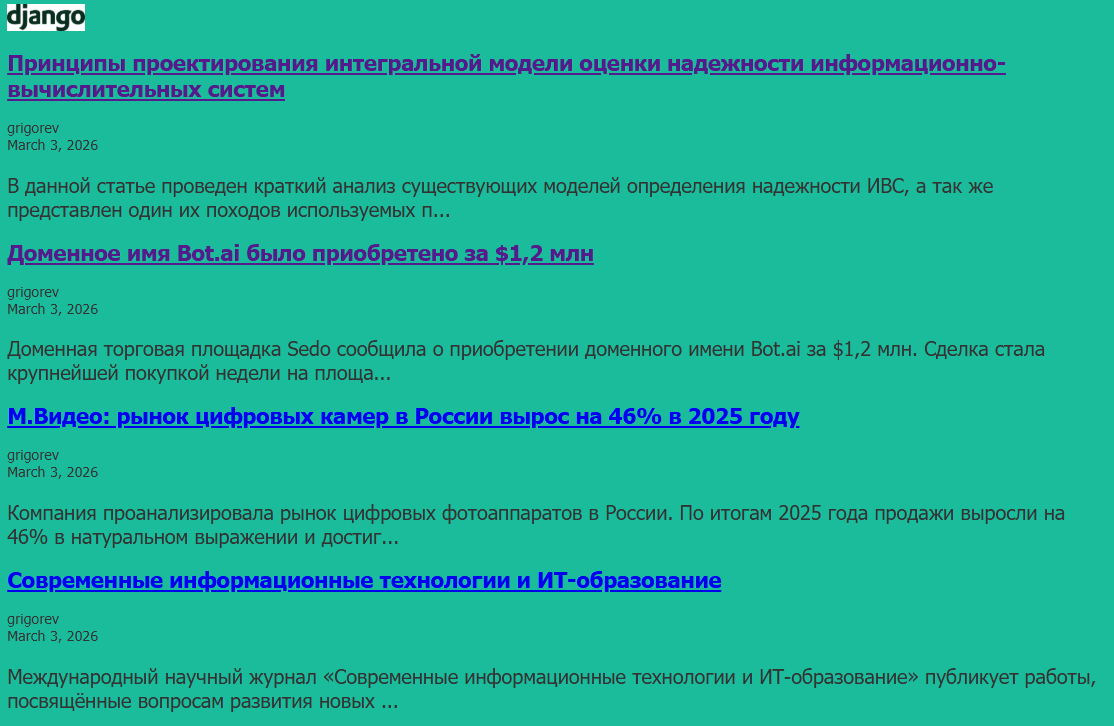 django
Принципы проектирования интегральной модели оценки надежности информационно-
вычислительных систем
grigorev
March 3, 2026
В данной статье проведен краткий анализ существующих моделей определения надежности ИВС, а так же
представлен один их походов используемых п...
Доменное имя Bot.ai было приобретено за $1,2 млн
grigorev
March 3, 2026
Доменная торговая площадка Sedo сообщила о приобретении доменного имени Bot.ai за $1,2 млн. Сделка стала
крупнейшей покупкой недели на площа...
М.Видео: рынок цифровых камер в России вырос на 46% в 2025 году
grigorev
March 3, 2026
Компания проанализировала рынок цифровых фотоаппаратов в России. По итогам 2025 года продажи выросли на
46% в натуральном выражении и достиг...
Современные информационные технологии и ИТ-образование
grigorev
March 3, 2026
Международный научный журнал «Современные информационные технологии и ИТ-образование» публикует работы,
посвящённые вопросам развития новых ...